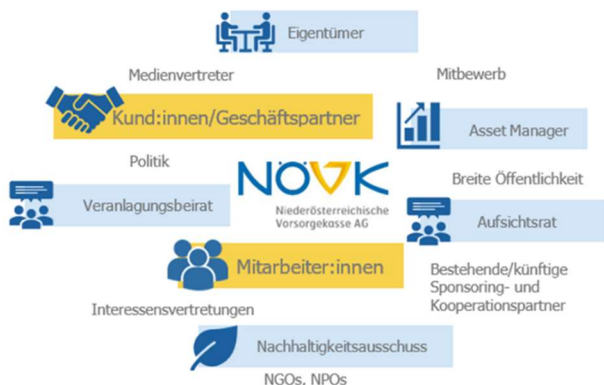 Eigentümer
Medienvertreter
Mitbewerb
Kund:innen/Geschäftspartner
Asset Manager
Politik
NÖVK
Breite Öffentlichkeit
Veranlagungsbeirat
Niederösterreichische
Vorsorgekasse AG
Aufsichtsrat
Mitarbeiter:innen
Bestehende/künftige
Sponsoring- und
Kooperationspartner
Interessensvertretungen
Nachhaltigkeitsausschuss
NGOs, NPOs